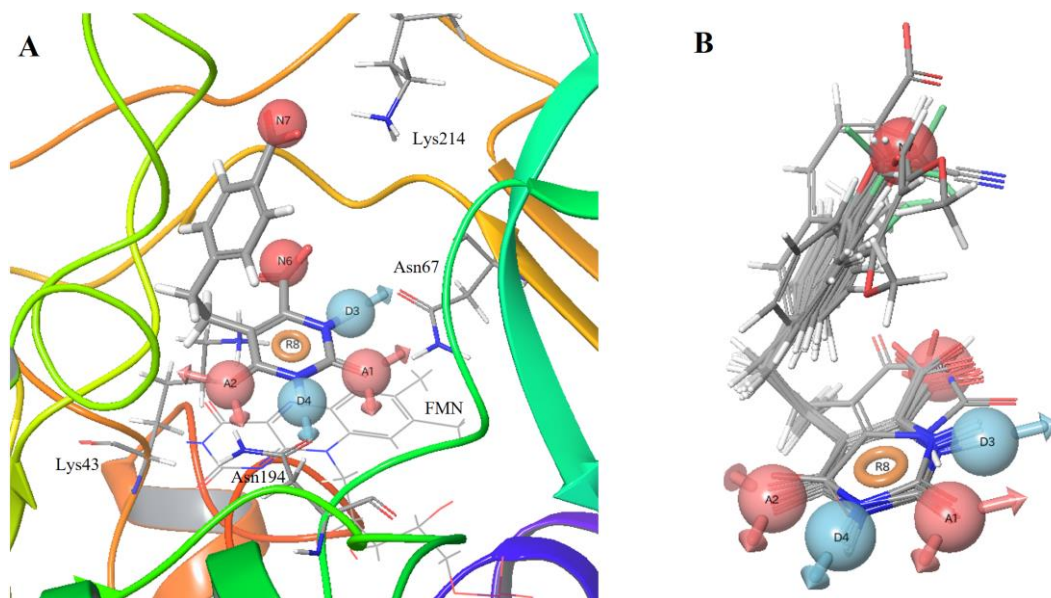 A
N7
Lys214
Asn67
N6
D3
R8
A2
A1
D4
FMN
Lys43
Asn194
B
D3
R8
A2
A1
D4